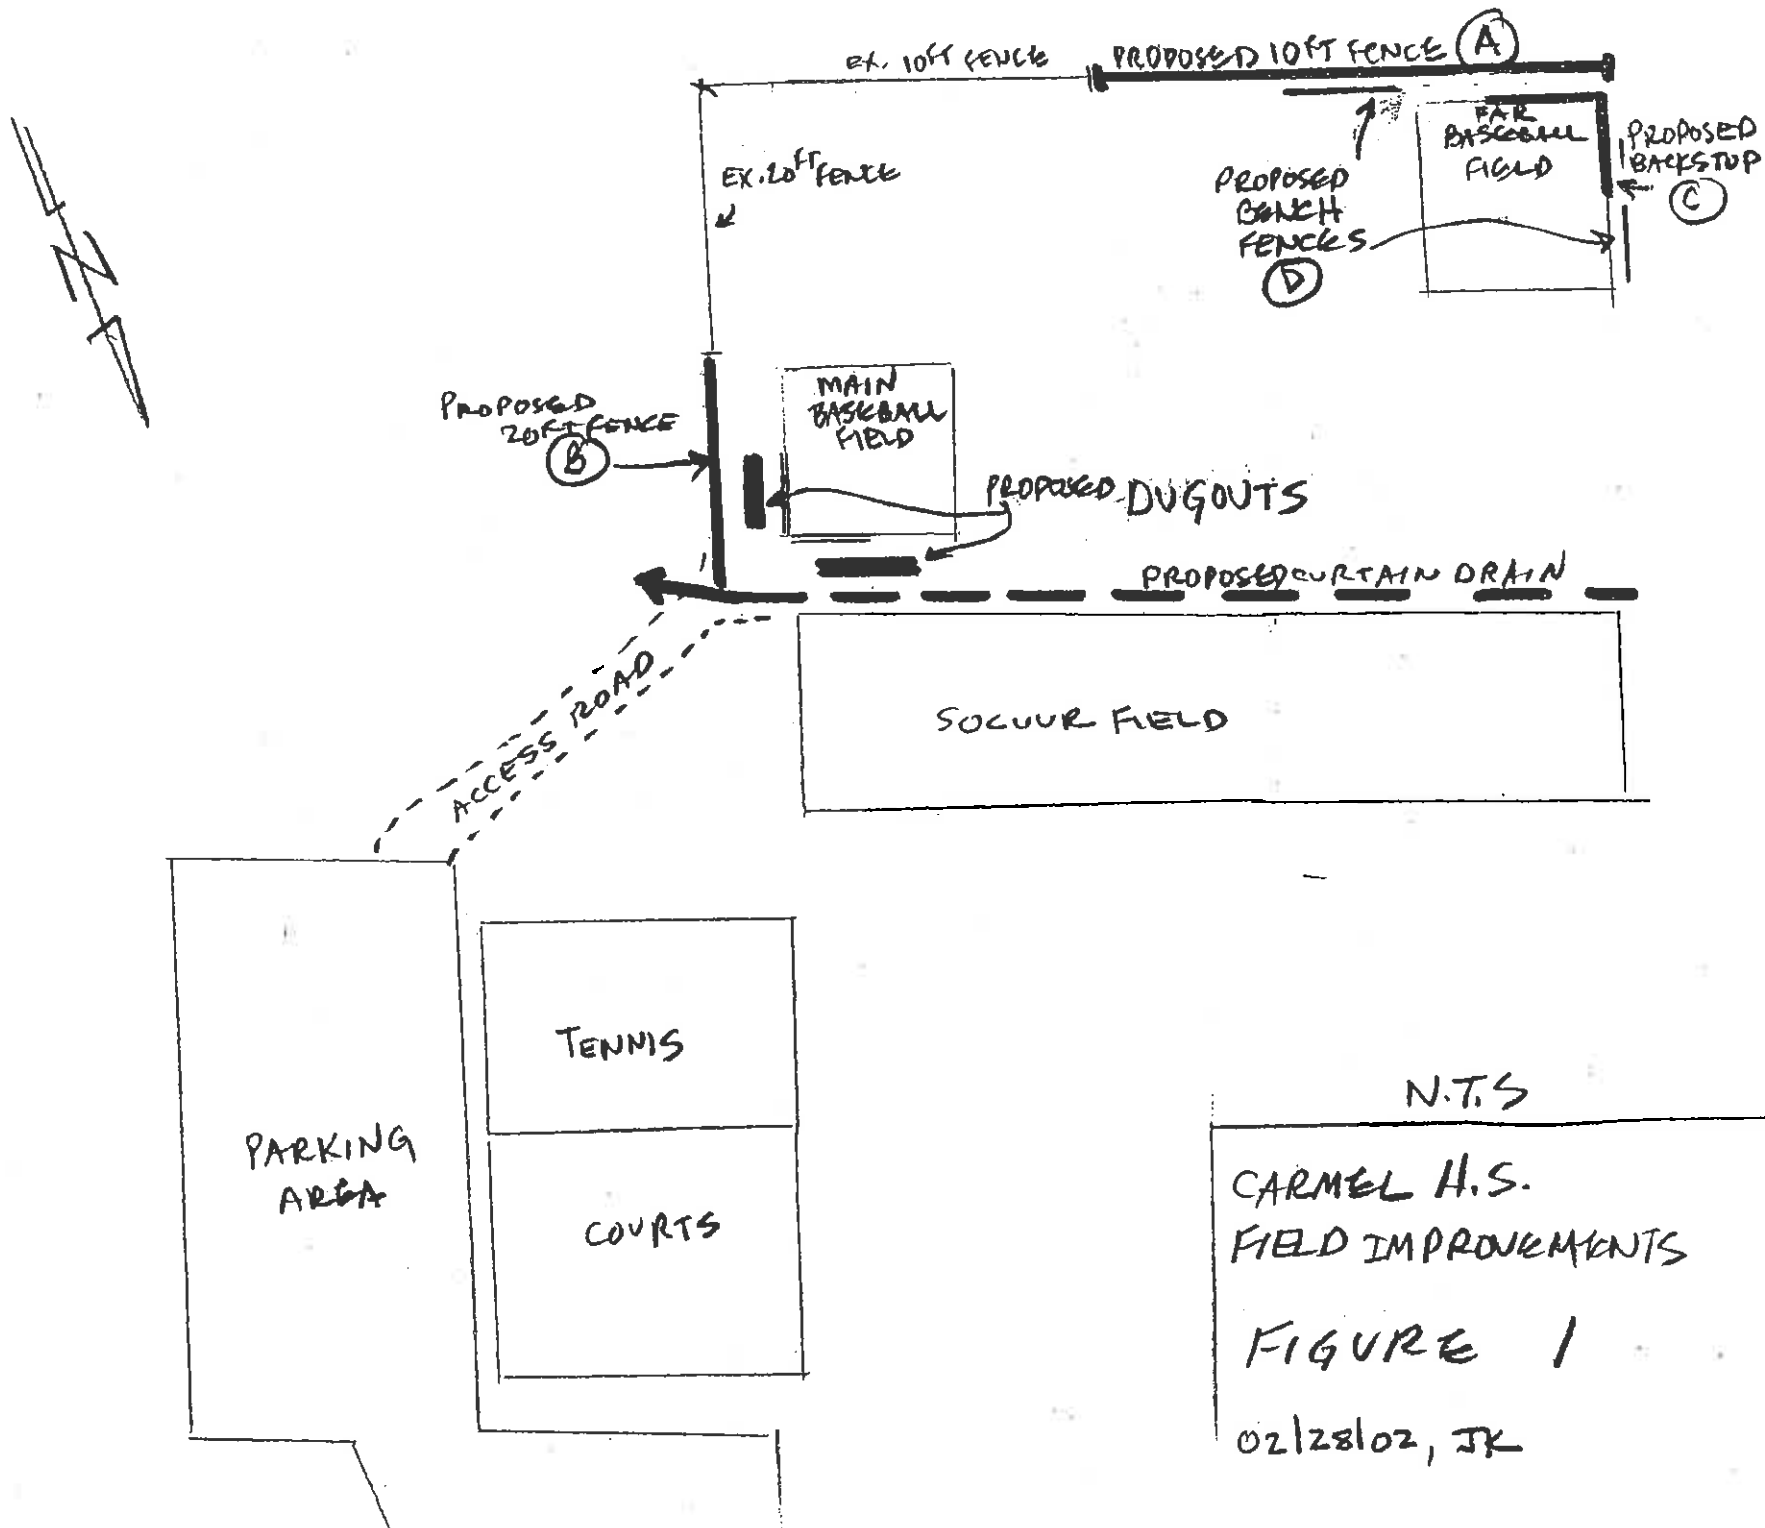 EX. 10FT FENCE
PROPOSED 10FT FENCE A
EX. 20FT FENCE
FAR
BASEBALL
FIELD
PROPOSED
BACKSTOP
C
PROPOSED
BENCH
FENCES
D
N
PROPOSED
20FT FENCE
B
MAIN
BASEBALL
FIELD
PROPOSED DUGOUTS
PROPOSED CURTAIN DRAIN
ACCESS ROAD
SOCUUR FIELD
TENNIS
COURTS
PARKING
AREA
N.T.S
CARMEL H.S.
FIELD IMPROVEMENTS
FIGURE 1
02/28/02, JK